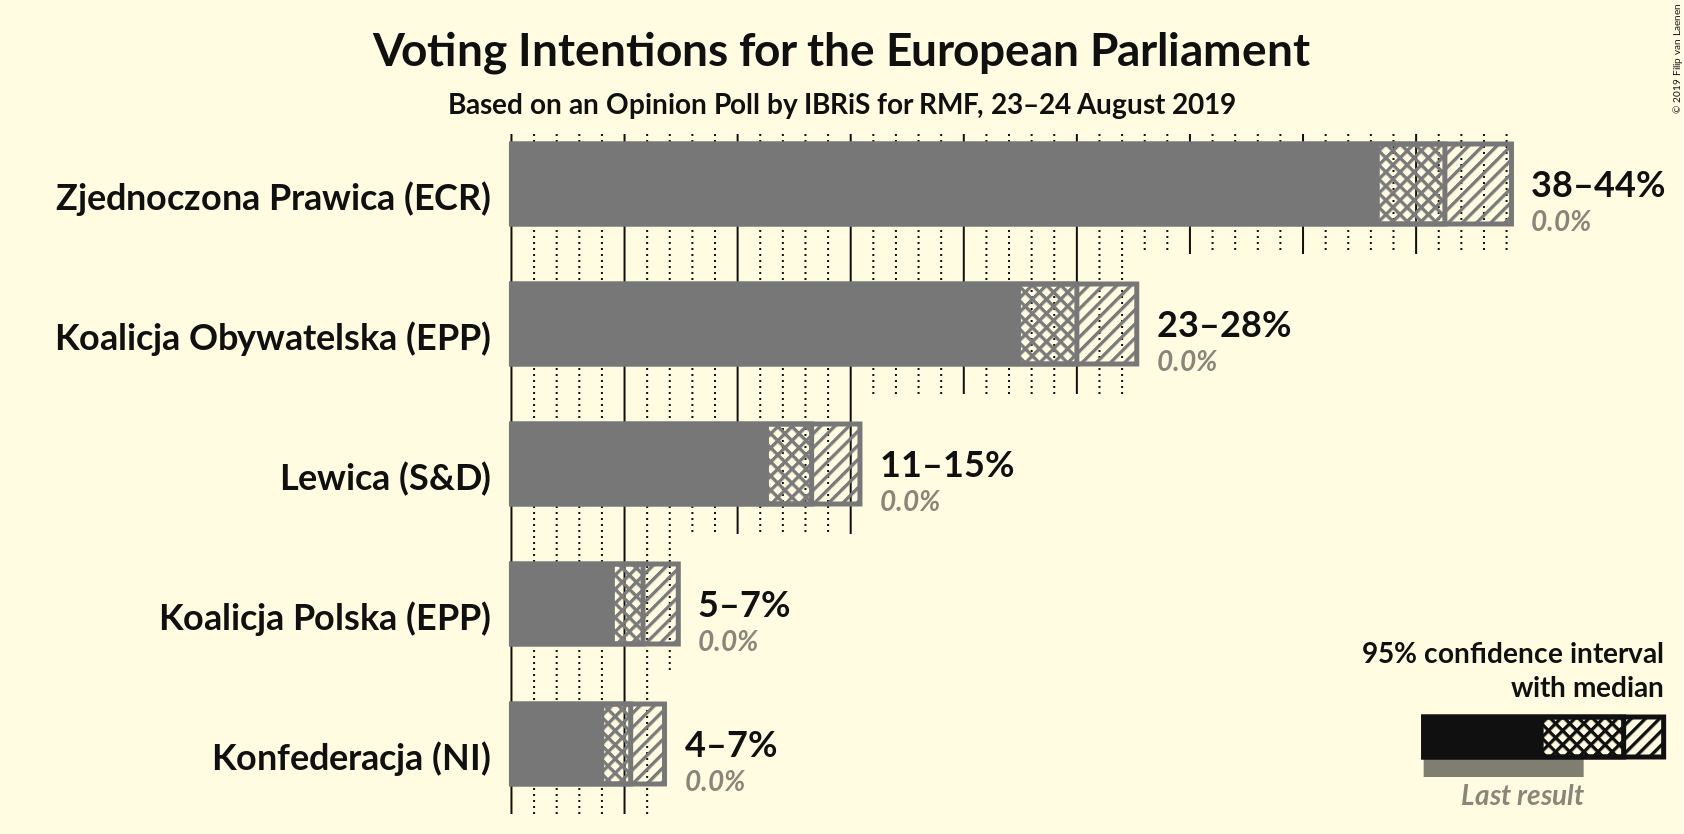 Voting Intentions for the European Parliament
Based on an Opinion Poll by IBRiS for RMF, 23–24 August 2019
© 2019 Filip van Laenen
Zjednoczona Prawica (ECR)
38–44%
0.0%
Koalicja Obywatelska (EPP)
23–28%
0.0%
Lewica (S&D)
11–15%
0.0%
Koalicja Polska (EPP)
5–7%
0.0%
Konfederacja (NI)
4–7%
0.0%
95% confidence interval
with median
Last result